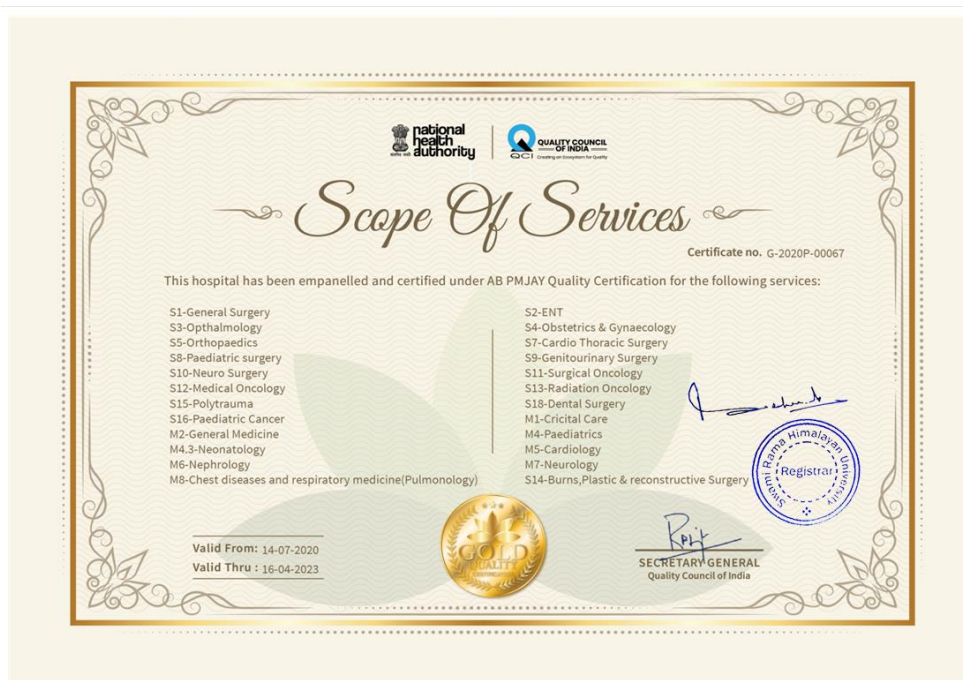 national
health
authority
QUALITY COUNCIL
OF INDIA
QCI Creating an Ecosystem for Quality
Scope Of Services
Certificate no. G-2020P-00067
This hospital has been empanelled and certified under AB PMJAY Quality Certification for the following services:
S1-General Surgery
S3-Opthalmology
S5-Orthopaedics
S8-Paediatric surgery
S10-Neuro Surgery
S12-Medical Oncology
S15-Polytrauma
S16-Paediatric Cancer
M2-General Medicine
M4.3-Neonatology
M6-Nephrology
M8-Chest diseases and respiratory medicine(Pulmonology)
S2-ENT
S4-Obstetrics & Gynaecology
S7-Cardio Thoracic Surgery
S9-Genitourinary Surgery
S11-Surgical Oncology
S13-Radiation Oncology
S18-Dental Surgery
M1-Cricital Care
M4-Paediatrics
M5-Cardiology
M7-Neurology
S14-Burns,Plastic & reconstructive Surgery
Swami Rama Himalayan University
Registrar
Valid From: 14-07-2020
Valid Thru : 16-04-2023
GOLD
QUALITY
SECRETARY GENERAL
Quality Council of India